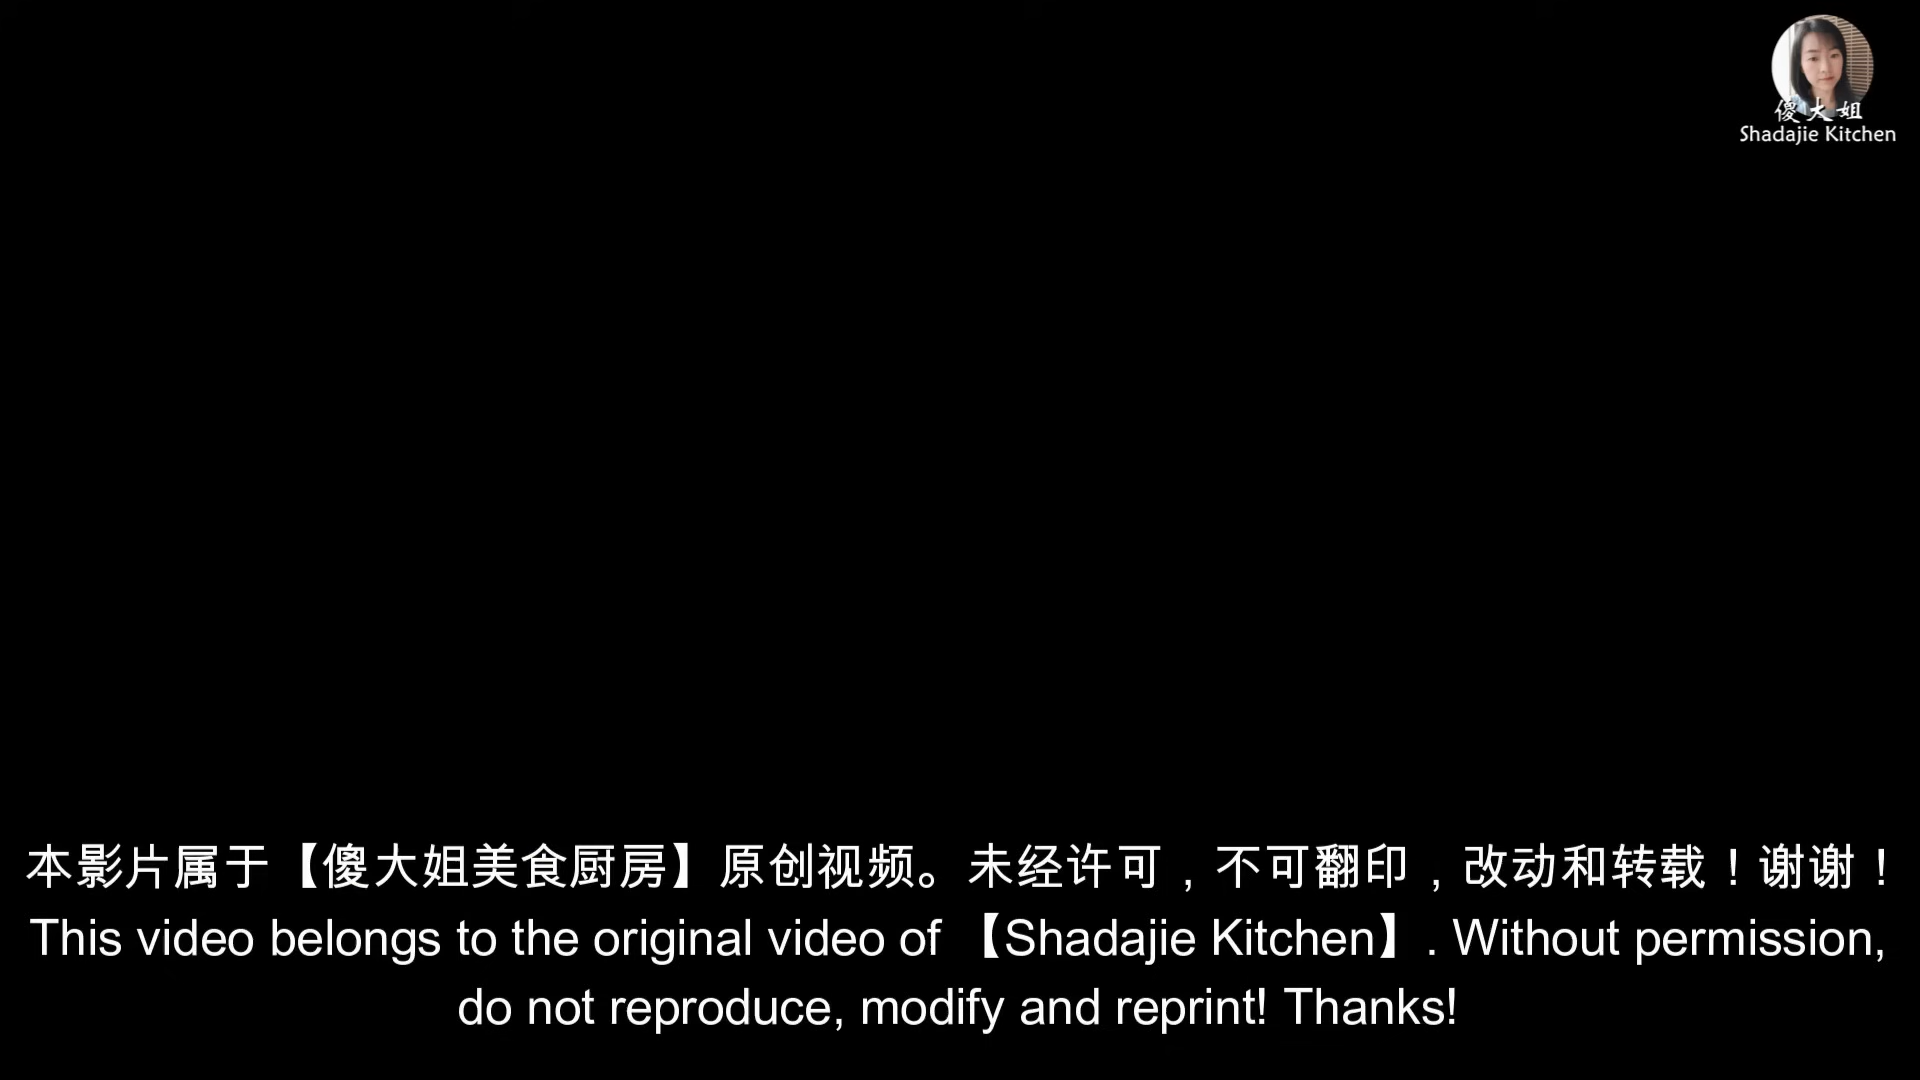 傻大姐
Shadajie Kitchen
本影片属于【傻大姐美食厨房】原创视频。未经许可，不可翻印，改动和转载！谢谢！
This video belongs to the original video of 【Shadajie Kitchen】. Without permission,
do not reproduce, modify and reprint! Thanks!